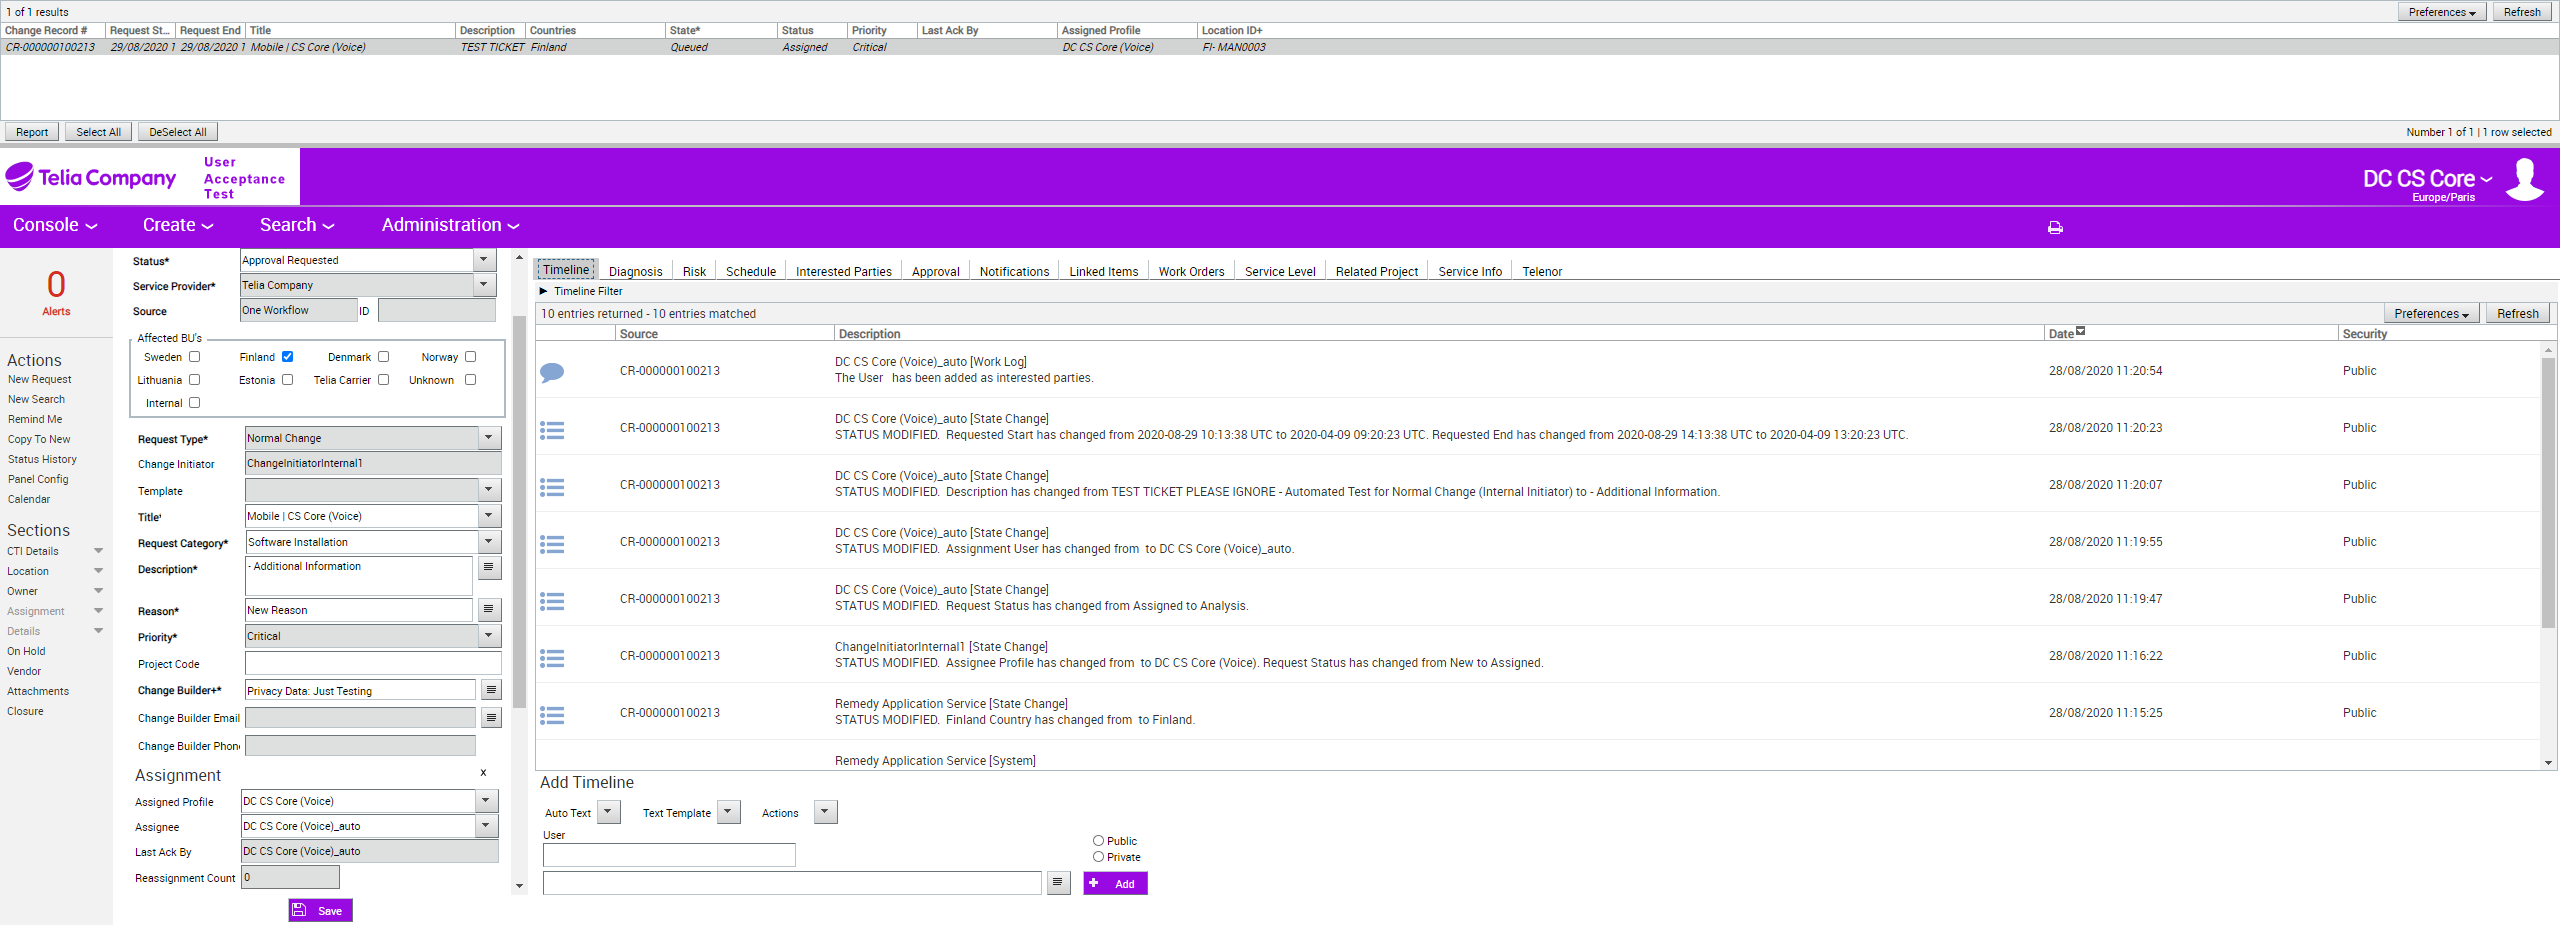 1 of 1 results
Preferences
Refresh
Change Record # Request St... Request End Title Description Countries State* Status Priority Last Ack By Assigned Profile Location ID+
CR-000000100213 29/08/2020 1 29/08/2020 1 Mobile | CS Core (Voice) TEST TICKET Finland Queued Assigned Critical DC CS Core (Voice) FI- MAN0003
Report Select All DeSelect All
Number 1 of 1 | 1 row selected
Telia Company
User
Acceptance
Test
DC CS Core
Europe/Paris
Console Create Search Administration
0
Alerts
Actions
New Request
New Search
Remind Me
Copy To New
Status History
Panel Config
Calendar
Sections
CTI Details
Location
Owner
Assignment
Details
On Hold
Vendor
Attachments
Closure
Status* Approval Requested
Service Provider* Telia Company
Source One Workflow ID
Affected BU's
Sweden Finland Denmark Norway
Lithuania Estonia Telia Carrier Unknown
Internal
Request Type* Normal Change
Change Initiator ChangeInitiatorInternal1
Template
Title* Mobile | CS Core (Voice)
Request Category* Software Installation
Description* - Additional Information
Reason* New Reason
Priority* Critical
Project Code
Change Builder+* Privacy Data: Just Testing
Change Builder Email
Change Builder Phon
Assignment x
Assigned Profile DC CS Core (Voice)
Assignee DC CS Core (Voice)_auto
Last Ack By DC CS Core (Voice)_auto
Reassignment Count 0
Save
Timeline Diagnosis Risk Schedule Interested Parties Approval Notifications Linked Items Work Orders Service Level Related Project Service Info Telenor
Timeline Filter
10 entries returned - 10 entries matched
Preferences Refresh
Source Description Date Security
DC CS Core (Voice)_auto [Work Log]
CR-000000100213 The User has been added as interested parties. 28/08/2020 11:20:54 Public
DC CS Core (Voice)_auto [State Change]
CR-000000100213 STATUS MODIFIED. Requested Start has changed from 2020-08-29 10:13:38 UTC to 2020-04-09 09:20:23 UTC. Requested End has changed from 2020-08-29 14:13:38 UTC to 2020-04-09 13:20:23 UTC. 28/08/2020 11:20:23 Public
DC CS Core (Voice)_auto [State Change]
CR-000000100213 STATUS MODIFIED. Description has changed from TEST TICKET PLEASE IGNORE - Automated Test for Normal Change (Internal Initiator) to - Additional Information. 28/08/2020 11:20:07 Public
DC CS Core (Voice)_auto [State Change]
CR-000000100213 STATUS MODIFIED. Assignment User has changed from to DC CS Core (Voice)_auto. 28/08/2020 11:19:55 Public
DC CS Core (Voice)_auto [State Change]
CR-000000100213 STATUS MODIFIED. Request Status has changed from Assigned to Analysis. 28/08/2020 11:19:47 Public
ChangeInitiatorInternal1 [State Change]
CR-000000100213 STATUS MODIFIED. Assignee Profile has changed from to DC CS Core (Voice). Request Status has changed from New to Assigned. 28/08/2020 11:16:22 Public
Remedy Application Service [State Change]
CR-000000100213 STATUS MODIFIED. Finland Country has changed from to Finland. 28/08/2020 11:15:25 Public
Remedy Application Service [System]
Add Timeline
Auto Text Text Template Actions
User
Public
Private
Add